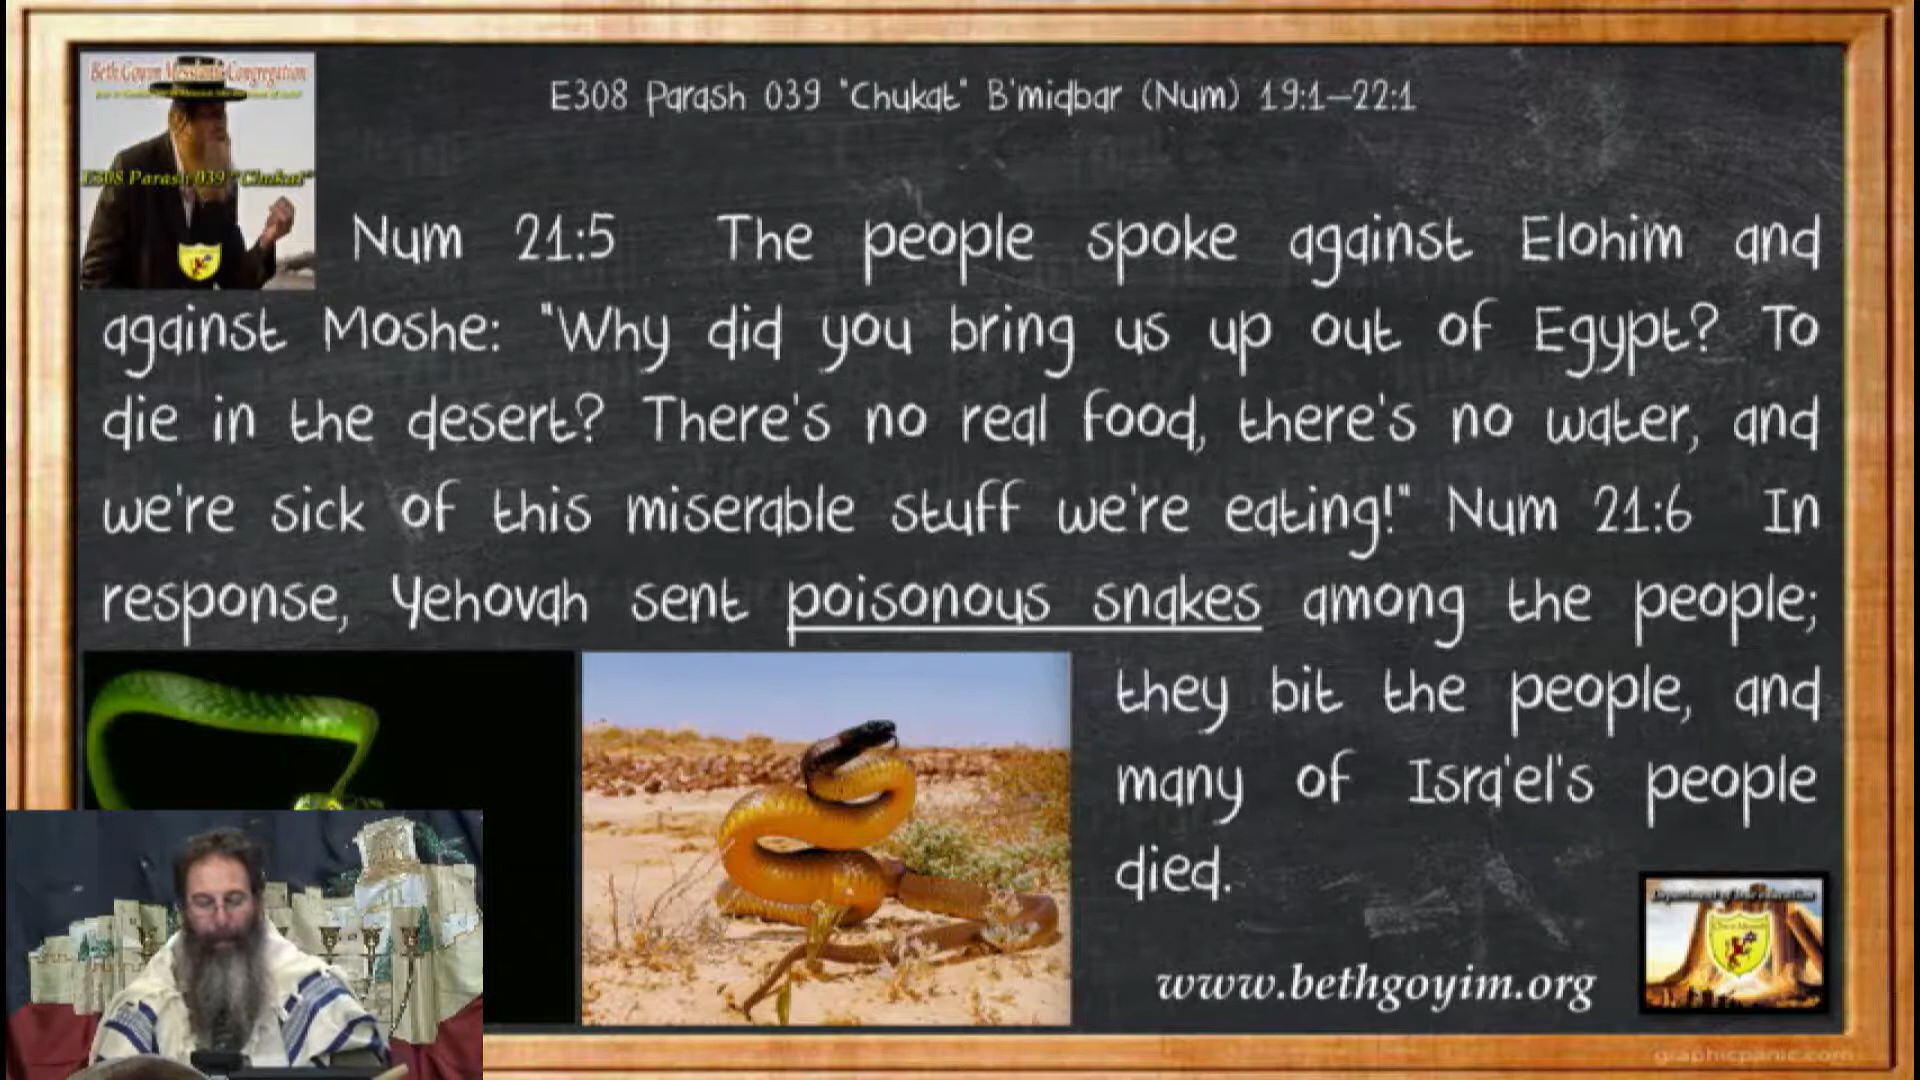 Beth Goyim Messianic Congregation
E308 Parash 039 "Chukat"
E308 Parash 039 "Chukat" B'midbar (Num) 19:1–22:1
Num 21:5 The people spoke against Elohim and
against Moshe: "Why did you bring us up out of Egypt? To
die in the desert? There's no real food, there's no water, and
we're sick of this miserable stuff we're eating!" Num 21:6 In
response, Yehovah sent poisonous snakes among the people;
they bit the people, and
many of Isra'el's people
died.
www.bethgoyim.org
graphicpanic.com